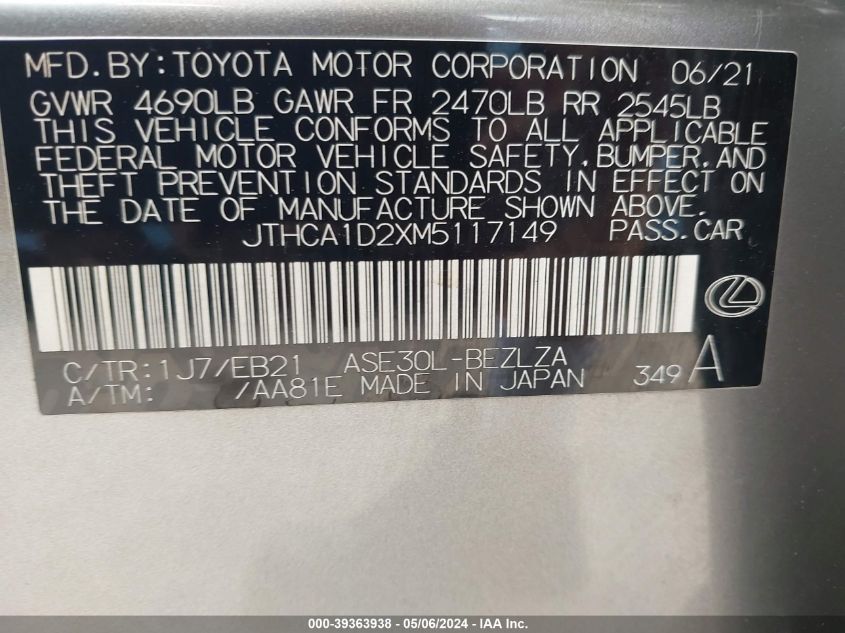 MFD.BY:TOYOTA MOTOR CORPORATION 06/21
GVWR 4690LB GAWR FR 2470LB RR 2545LB
THIS VEHICLE CONFORMS TO ALL APPLICABLE
FEDERAL MOTOR VEHICLE SAFETY,BUMPER,AND
THEFT PREVENTION STANDARDS IN EFFECT ON
THE DATE OF MANUFACTURE SHOWN ABOVE.
JTHCA1D2XM5117149 PASS.CAR
C/TR:1J7/EB21 ASE30L-BEZLZA
A/TM: /AA81E MADE IN JAPAN 349 A
000-39363938 - 05/06/2024 - IAA Inc.